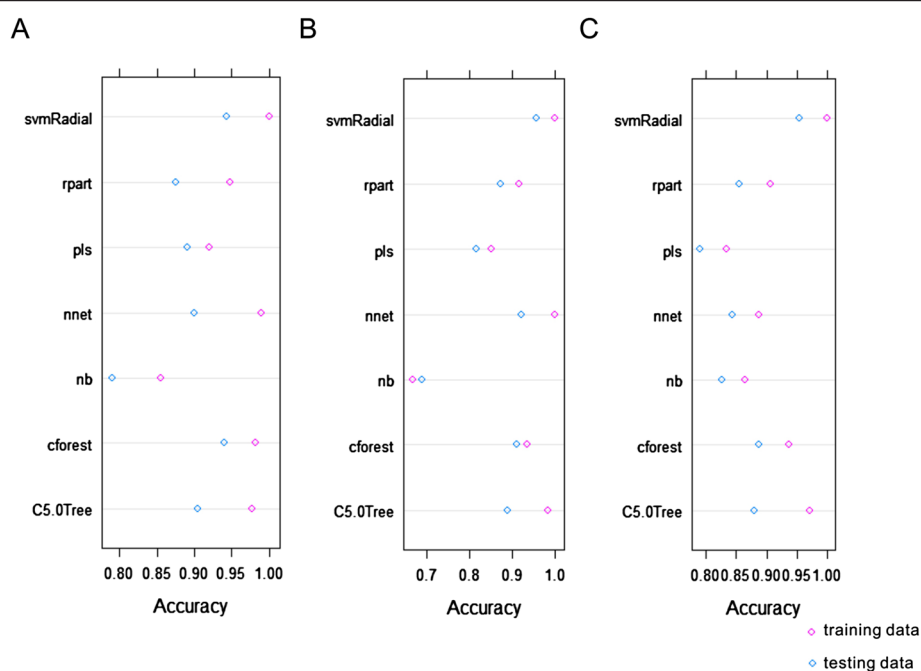 A
B
C
svmRadial
rpart
pls
nnet
nb
cforest
C5.0Tree
0.80 0.85 0.90 0.95 1.00
Accuracy
svmRadial
rpart
pls
nnet
nb
cforest
C5.0Tree
0.7 0.8 0.9 1.0
Accuracy
svmRadial
rpart
pls
nnet
nb
cforest
C5.0Tree
0.80 0.85 0.90 0.95 1.00
Accuracy
training data
testing data